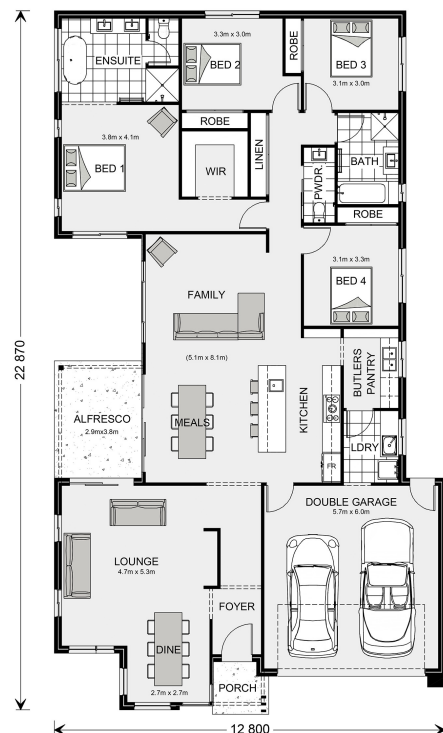 3.3m x 3.0m
ENSUITE
BED 2
ROBE
BED 3
3.1m x 3.0m
ROBE
3.8m x 4.1m
BED 1
WIR
LINEN
PWDR.
BATH
ROBE
3.1m x 3.3m
BED 4
FAMILY
(5.1m x 8.1m)
22 870
BUTLERS
PANTRY
KITCHEN
ALFRESCO
2.9mx3.8m
MEALS
LDRY
FR
DOUBLE GARAGE
5.7m x 6.0m
LOUNGE
4.7m x 5.3m
FOYER
DINE
2.7m x 2.7m
PORCH
12 800